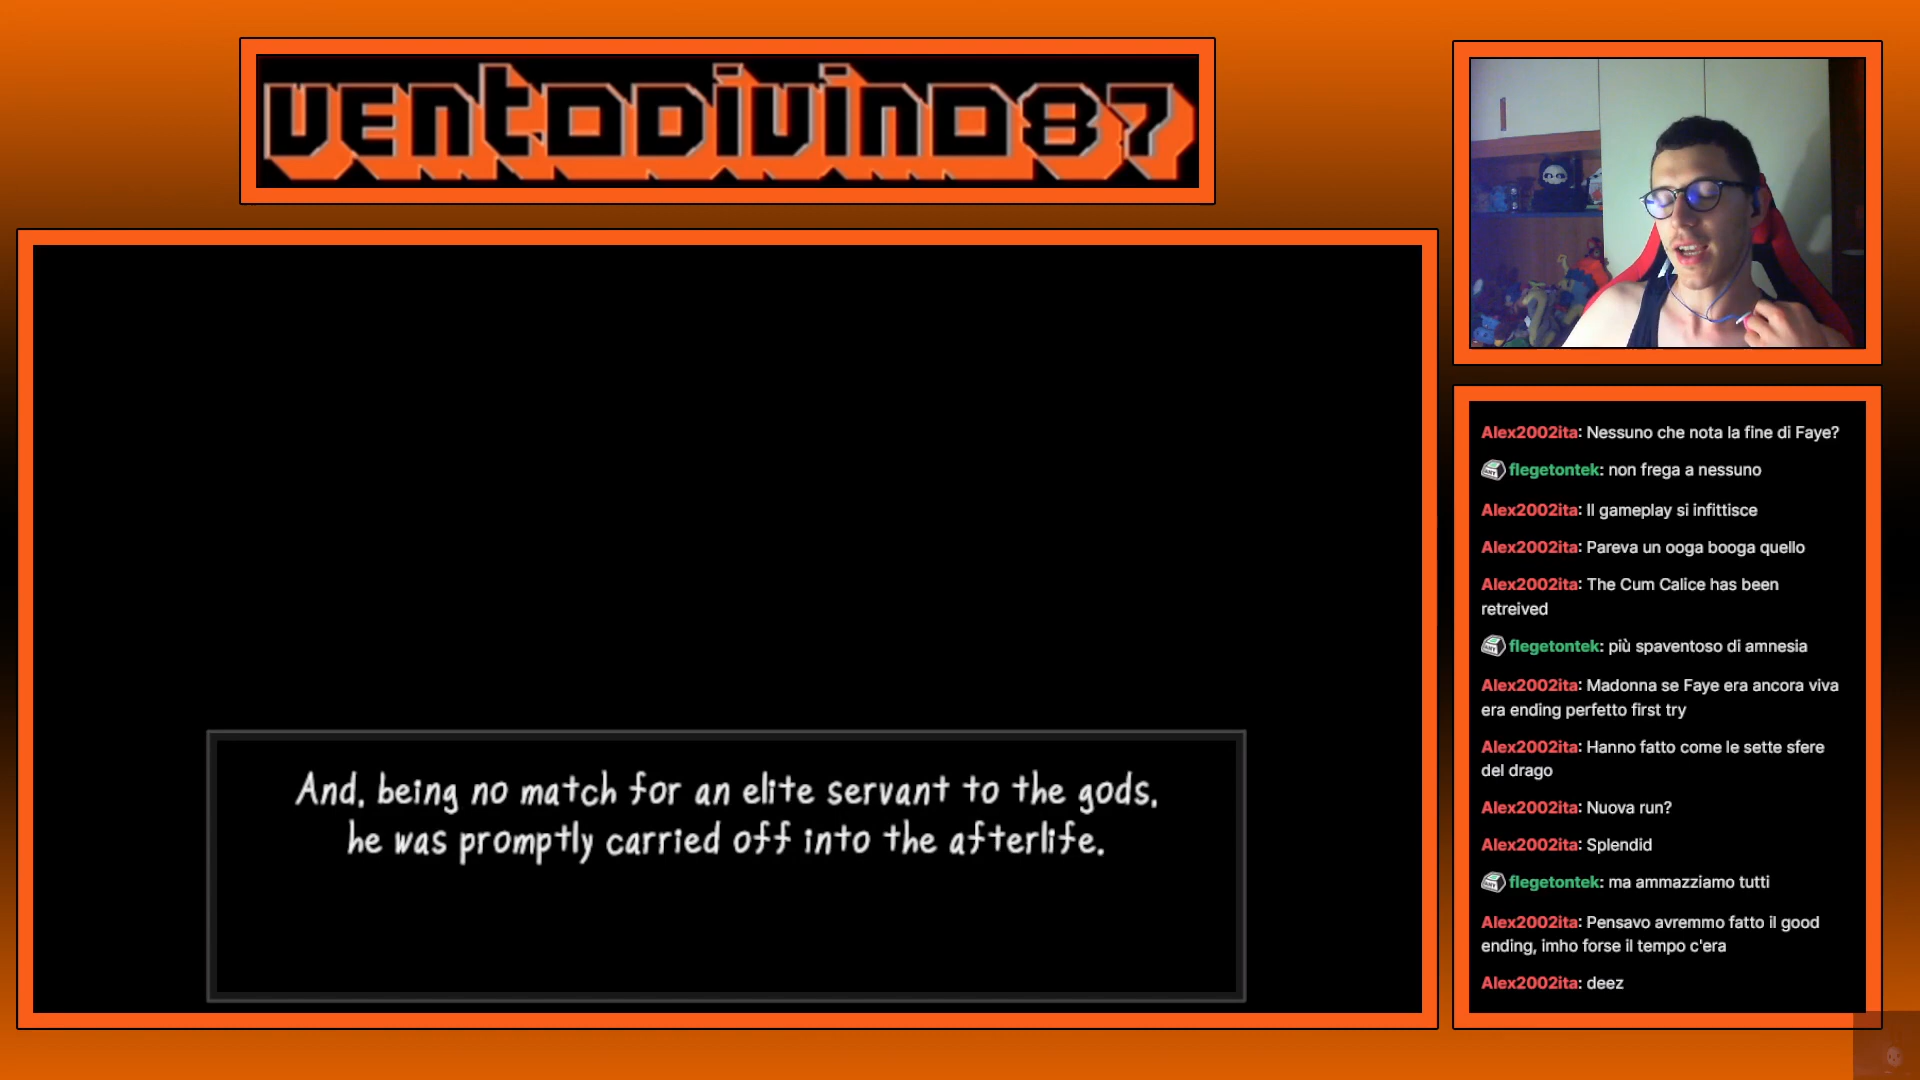 ventodivino87
And, being no match for an elite servant to the gods,
he was promptly carried off into the afterlife.
Alex2002ita: Nessuno che nota la fine di Faye?
flegetontek: non frega a nessuno
Alex2002ita: Il gameplay si infittisce
Alex2002ita: Pareva un ooga booga quello
Alex2002ita: The Cum Calice has been
retreived
flegetontek: più spaventoso di amnesia
Alex2002ita: Madonna se Faye era ancora viva
era ending perfetto first try
Alex2002ita: Hanno fatto come le sette sfere
del drago
Alex2002ita: Nuova run?
Alex2002ita: Splendid
flegetontek: ma ammazziamo tutti
Alex2002ita: Pensavo avremmo fatto il good
ending, imho forse il tempo c'era
Alex2002ita: deez